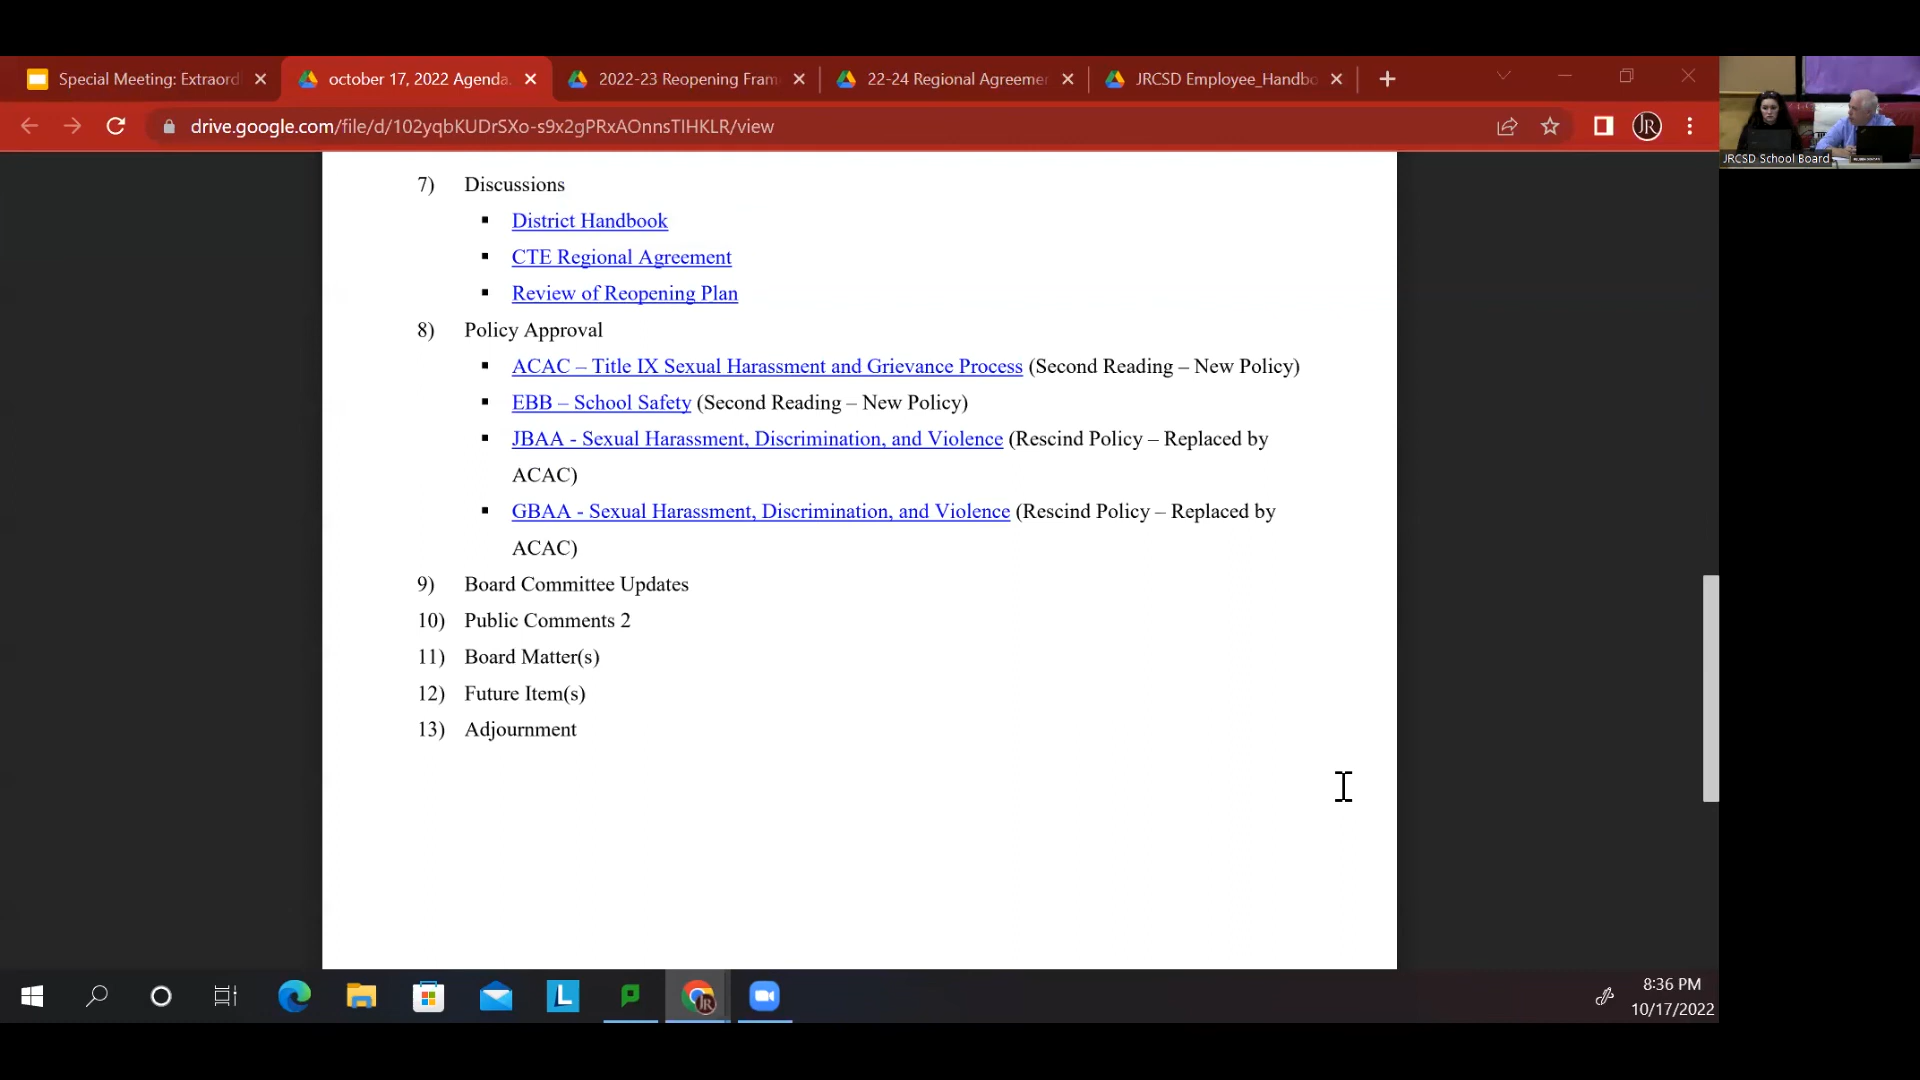 Special Meeting: Extraord
october 17, 2022 Agenda.
2022-23 Reopening Fram
22-24 Regional Agreemer
JRCSD Employee_Handbo
drive.google.com/file/d/102yqbKUDrSXo-s9x2gPRxAOnnsTIHKLR/view
JR
JRCSD School Board
7) Discussions
▪ District Handbook
▪ CTE Regional Agreement
▪ Review of Reopening Plan
8) Policy Approval
▪ ACAC – Title IX Sexual Harassment and Grievance Process (Second Reading – New Policy)
▪ EBB – School Safety (Second Reading – New Policy)
▪ JBAA - Sexual Harassment, Discrimination, and Violence (Rescind Policy – Replaced by
ACAC)
▪ GBAA - Sexual Harassment, Discrimination, and Violence (Rescind Policy – Replaced by
ACAC)
9) Board Committee Updates
10) Public Comments 2
11) Board Matter(s)
12) Future Item(s)
13) Adjournment
L
JR
8:36 PM
10/17/2022